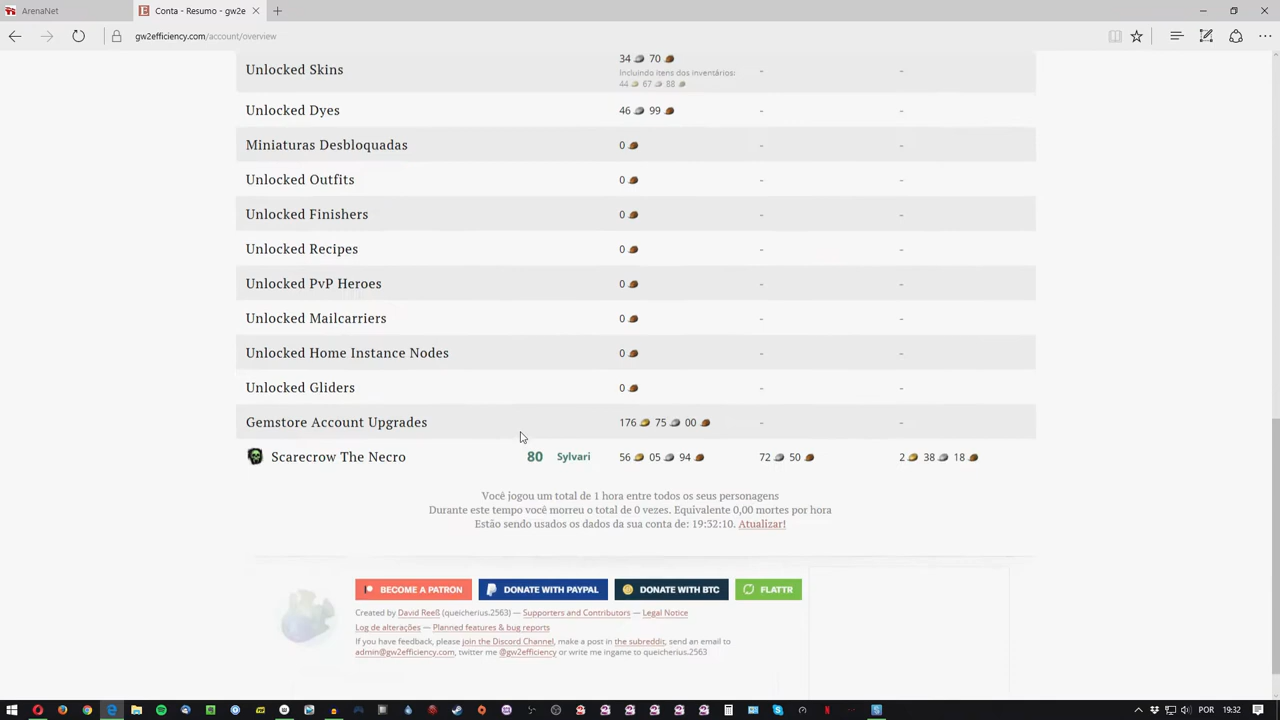 ArenaNet
Conta - Resumo - gw2e
gw2efficiency.com/account/overview
Unlocked Skins 34 70 - -
Incluindo itens dos inventários:
44 67 88
Unlocked Dyes 46 99 - -
Miniaturas Desbloquadas 0 - -
Unlocked Outfits 0 - -
Unlocked Finishers 0 - -
Unlocked Recipes 0 - -
Unlocked PvP Heroes 0 - -
Unlocked Mailcarriers 0 - -
Unlocked Home Instance Nodes 0 - -
Unlocked Gliders 0 - -
Gemstore Account Upgrades 176 75 00 - -
Scarecrow The Necro 80 Sylvari 56 05 94 72 50 2 38 18
Você jogou um total de 1 hora entre todos os seus personagens
Durante este tempo você morreu o total de 0 vezes. Equivalente 0,00 mortes por hora
Estão sendo usados os dados da sua conta de: 19:32:10. Atualizar!
BECOME A PATRON
DONATE WITH PAYPAL
DONATE WITH BTC
FLATTR
Created by David Reeß (queicherius.2563) — Supporters and Contributors — Legal Notice
Log de alterações — Planned features & bug reports
If you have feedback, please join the Discord Channel, make a post in the subreddit, send an email to
admin@gw2efficiency.com, twitter me @gw2efficiency or write me ingame to queicherius.2563
POR 19:32